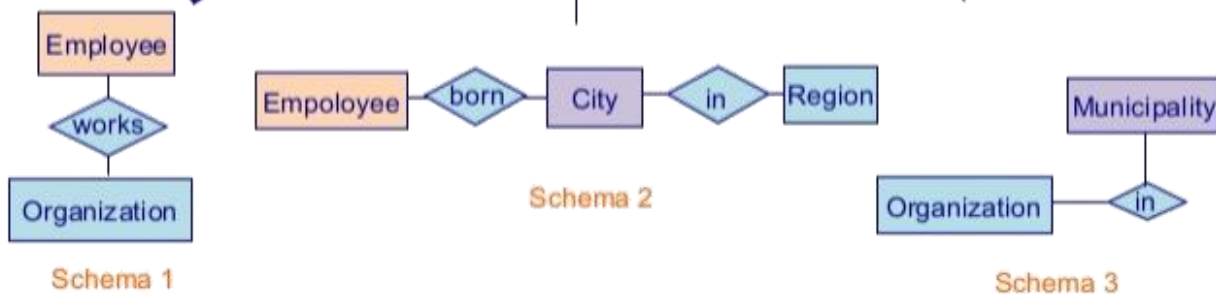 Employee
works
Organization
Schema 1
Empoloyee
born
City
in
Region
Schema 2
Municipality
Organization
in
Schema 3